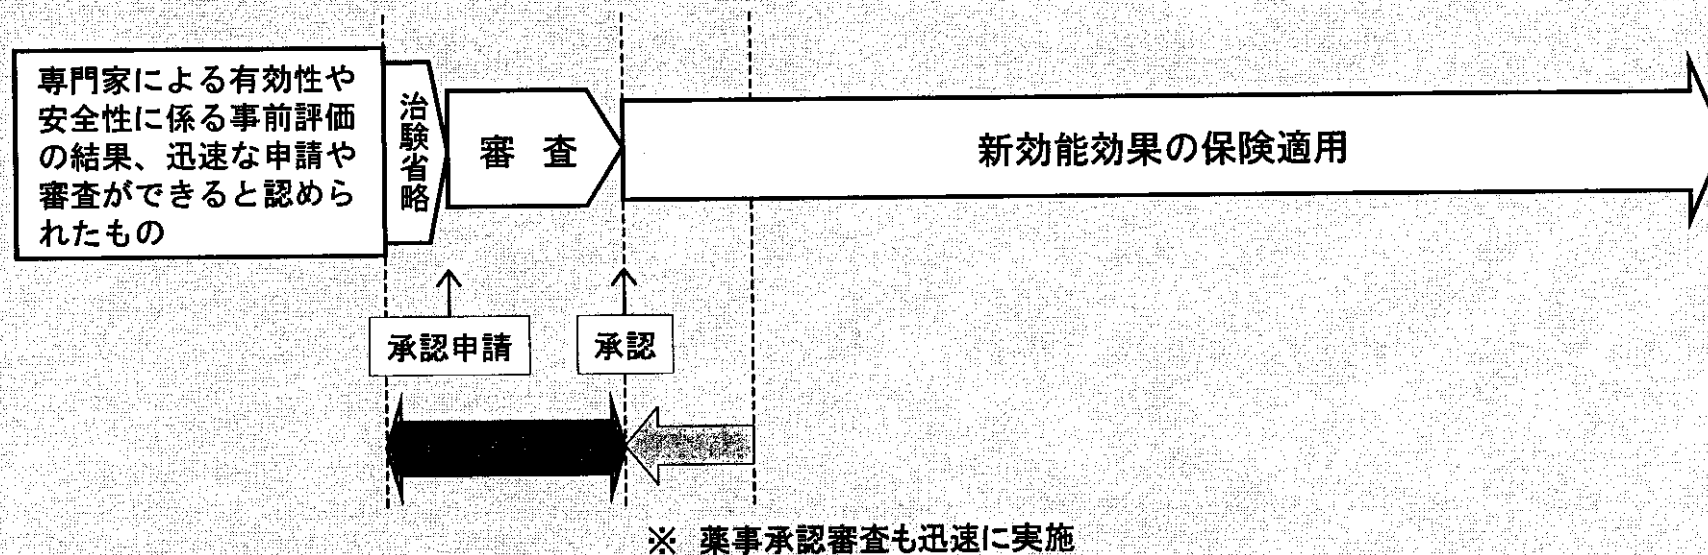 専門家による有効性や
安全性に係る事前評価
の結果、迅速な申請や
審査ができると認めら
れたもの
治験省略
審 査
新効能効果の保険適用
承認申請
承認
※ 薬事承認審査も迅速に実施